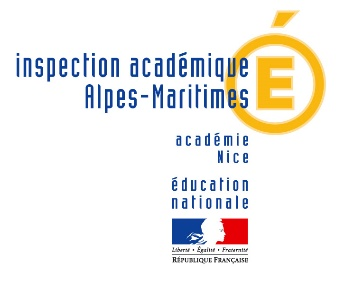 inspection académique
Alpes-Maritimes
É
académie
Nice
éducation
nationale
Liberté • Égalité • Fraternité
RÉPUBLIQUE FRANÇAISE